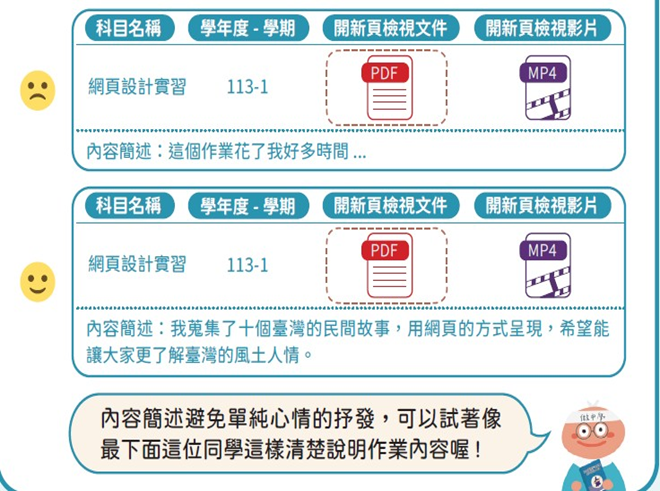 科目名稱 學年度 - 學期 開新頁檢視文件 開新頁檢視影片
網頁設計實習 113-1 PDF MP4
內容簡述：這個作業花了我好多時間 ...
科目名稱 學年度 - 學期 開新頁檢視文件 開新頁檢視影片
網頁設計實習 113-1 PDF MP4
內容簡述：我蒐集了十個臺灣的民間故事，用網頁的方式呈現，希望能
讓大家更了解臺灣的風土人情。
內容簡述避免單純心情的抒發，可以試著像
最下面這位同學這樣清楚說明作業內容喔！
做中學